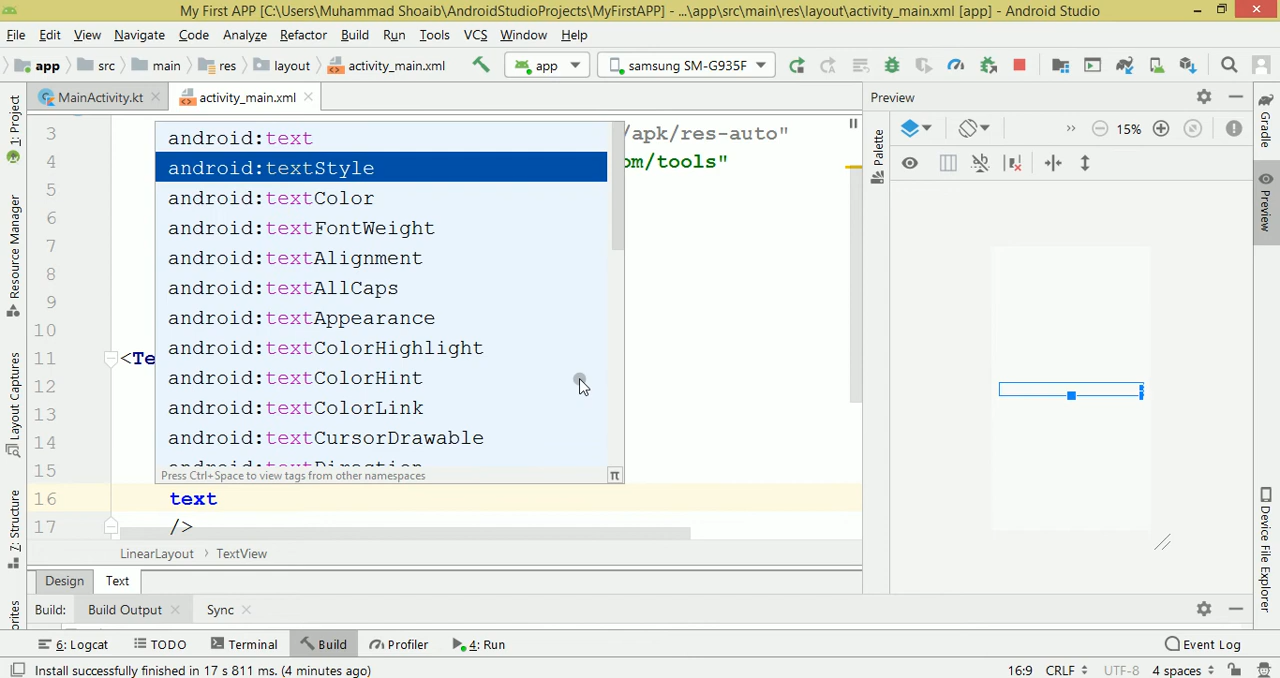 My First APP [C:\Users\Muhammad Shoaib\AndroidStudioProjects\MyFirstAPP] - ...\app\src\main\res\layout\activity_main.xml [app] - Android Studio
File Edit View Navigate Code Analyze Refactor Build Run Tools VCS Window Help
app src main res layout activity_main.xml app samsung SM-G935F
MainActivity.kt activity_main.xml Preview
1: Project
Resource Manager
Layout Captures
7: Structure
Gradle
Preview
Device File Explorer
Palette
15%
3 /apk/res-auto"
4 om/tools"
5
6
7
8
9
10
11 <Te
12
13
14
15
16 text
17 />
android:text
android:textStyle
android:textColor
android:textFontWeight
android:textAlignment
android:textAllCaps
android:textAppearance
android:textColorHighlight
android:textColorHint
android:textColorLink
android:textCursorDrawable
android:textDirection
Press Ctrl+Space to view tags from other namespaces π
LinearLayout › TextView
Design Text
Build: Build Output Sync
6: Logcat TODO Terminal Build Profiler 4: Run Event Log
Install successfully finished in 17 s 811 ms. (4 minutes ago) 16:9 CRLF UTF-8 4 spaces